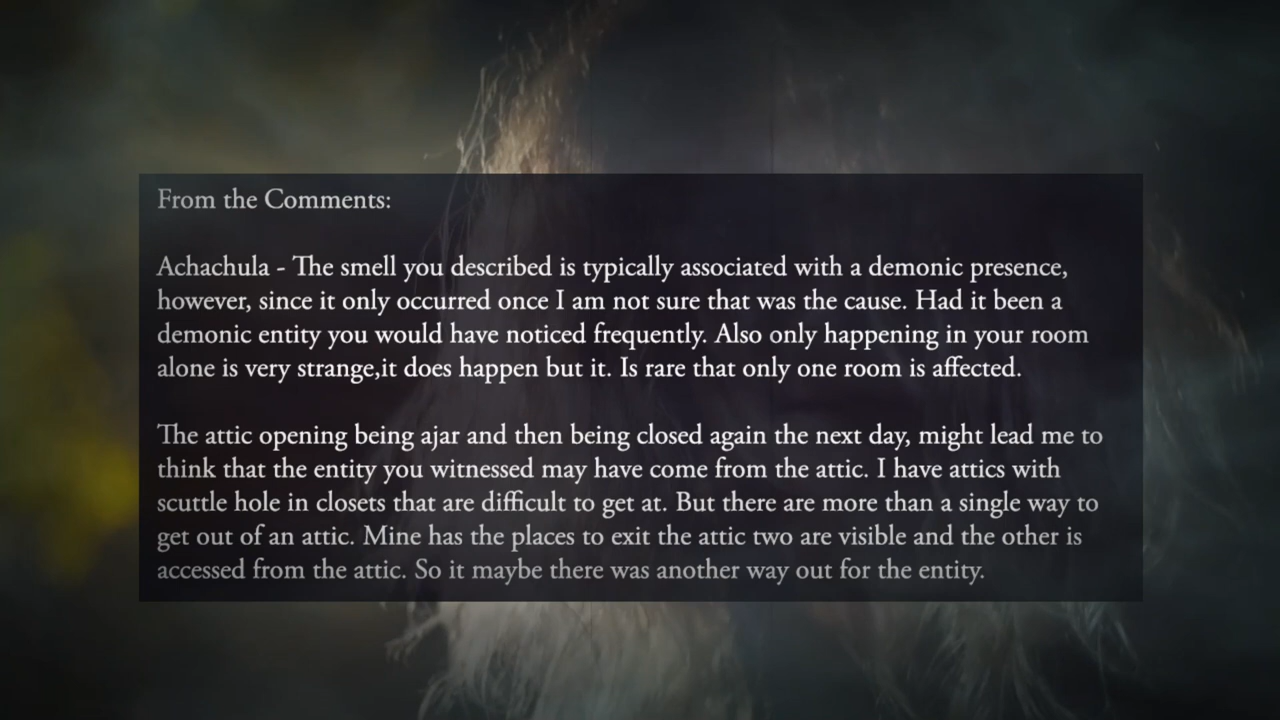 From the Comments:
Achachula - The smell you described is typically associated with a demonic presence,
however, since it only occurred once I am not sure that was the cause. Had it been a
demonic entity you would have noticed frequently. Also only happening in your room
alone is very strange,it does happen but it. Is rare that only one room is affected.
The attic opening being ajar and then being closed again the next day, might lead me to
think that the entity you witnessed may have come from the attic. I have attics with
scuttle hole in closets that are difficult to get at. But there are more than a single way to
get out of an attic. Mine has the places to exit the attic two are visible and the other is
accessed from the attic. So it maybe there was another way out for the entity.